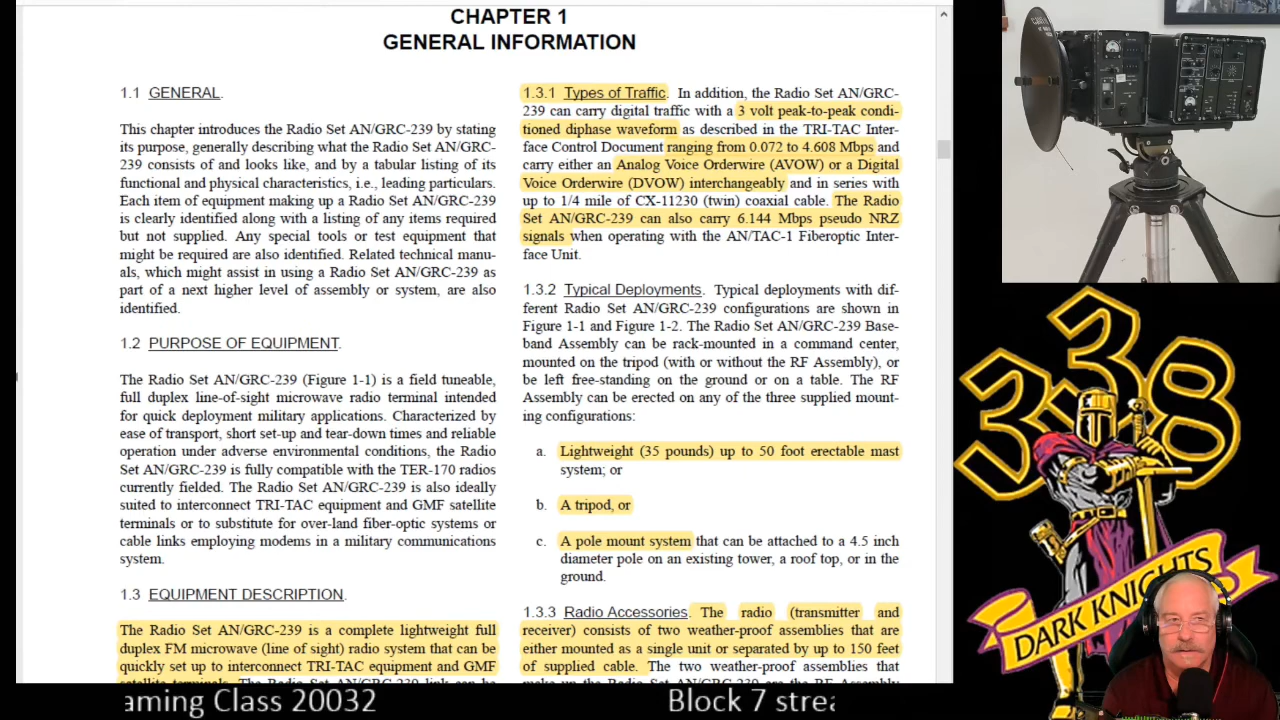 CHAPTER 1
GENERAL INFORMATION
1.1 GENERAL.
This chapter introduces the Radio Set AN/GRC-239 by stating
its purpose, generally describing what the Radio Set AN/GRC-
239 consists of and looks like, and by a tabular listing of its
functional and physical characteristics, i.e., leading particulars.
Each item of equipment making up a Radio Set AN/GRC-239
is clearly identified along with a listing of any items required
but not supplied. Any special tools or test equipment that
might be required are also identified. Related technical manu-
als, which might assist in using a Radio Set AN/GRC-239 as
part of a next higher level of assembly or system, are also
identified.
1.2 PURPOSE OF EQUIPMENT.
The Radio Set AN/GRC-239 (Figure 1-1) is a field tuneable,
full duplex line-of-sight microwave radio terminal intended
for quick deployment military applications. Characterized by
ease of transport, short set-up and tear-down times and reliable
operation under adverse environmental conditions, the Radio
Set AN/GRC-239 is fully compatible with the TER-170 radios
currently fielded. The Radio Set AN/GRC-239 is also ideally
suited to interconnect TRI-TAC equipment and GMF satellite
terminals or to substitute for over-land fiber-optic systems or
cable links employing modems in a military communications
system.
1.3 EQUIPMENT DESCRIPTION.
The Radio Set AN/GRC-239 is a complete lightweight full
duplex FM microwave (line of sight) radio system that can be
quickly set up to interconnect TRI-TAC equipment and GMF
satellite terminals. The Radio Set AN/GRC-239 link can be
1.3.1 Types of Traffic. In addition, the Radio Set AN/GRC-
239 can carry digital traffic with a 3 volt peak-to-peak condi-
tioned diphase waveform as described in the TRI-TAC Inter-
face Control Document ranging from 0.072 to 4.608 Mbps and
carry either an Analog Voice Orderwire (AVOW) or a Digital
Voice Orderwire (DVOW) interchangeably and in series with
up to 1/4 mile of CX-11230 (twin) coaxial cable. The Radio
Set AN/GRC-239 can also carry 6.144 Mbps pseudo NRZ
signals when operating with the AN/TAC-1 Fiberoptic Inter-
face Unit.
1.3.2 Typical Deployments. Typical deployments with dif-
ferent Radio Set AN/GRC-239 configurations are shown in
Figure 1-1 and Figure 1-2. The Radio Set AN/GRC-239 Base-
band Assembly can be rack-mounted in a command center,
mounted on the tripod (with or without the RF Assembly), or
be left free-standing on the ground or on a table. The RF
Assembly can be erected on any of the three supplied mount-
ing configurations:
a. Lightweight (35 pounds) up to 50 foot erectable mast
system; or
b. A tripod, or
c. A pole mount system that can be attached to a 4.5 inch
diameter pole on an existing tower, a roof top, or in the
ground.
1.3.3 Radio Accessories. The radio (transmitter and
receiver) consists of two weather-proof assemblies that are
either mounted as a single unit or separated by up to 150 feet
of supplied cable. The two weather-proof assemblies that
make up the Radio Set AN/GRC-239 are the RF Assembly
338
338
DARK KNIGHTS
aming Class 20032
Block 7 strea